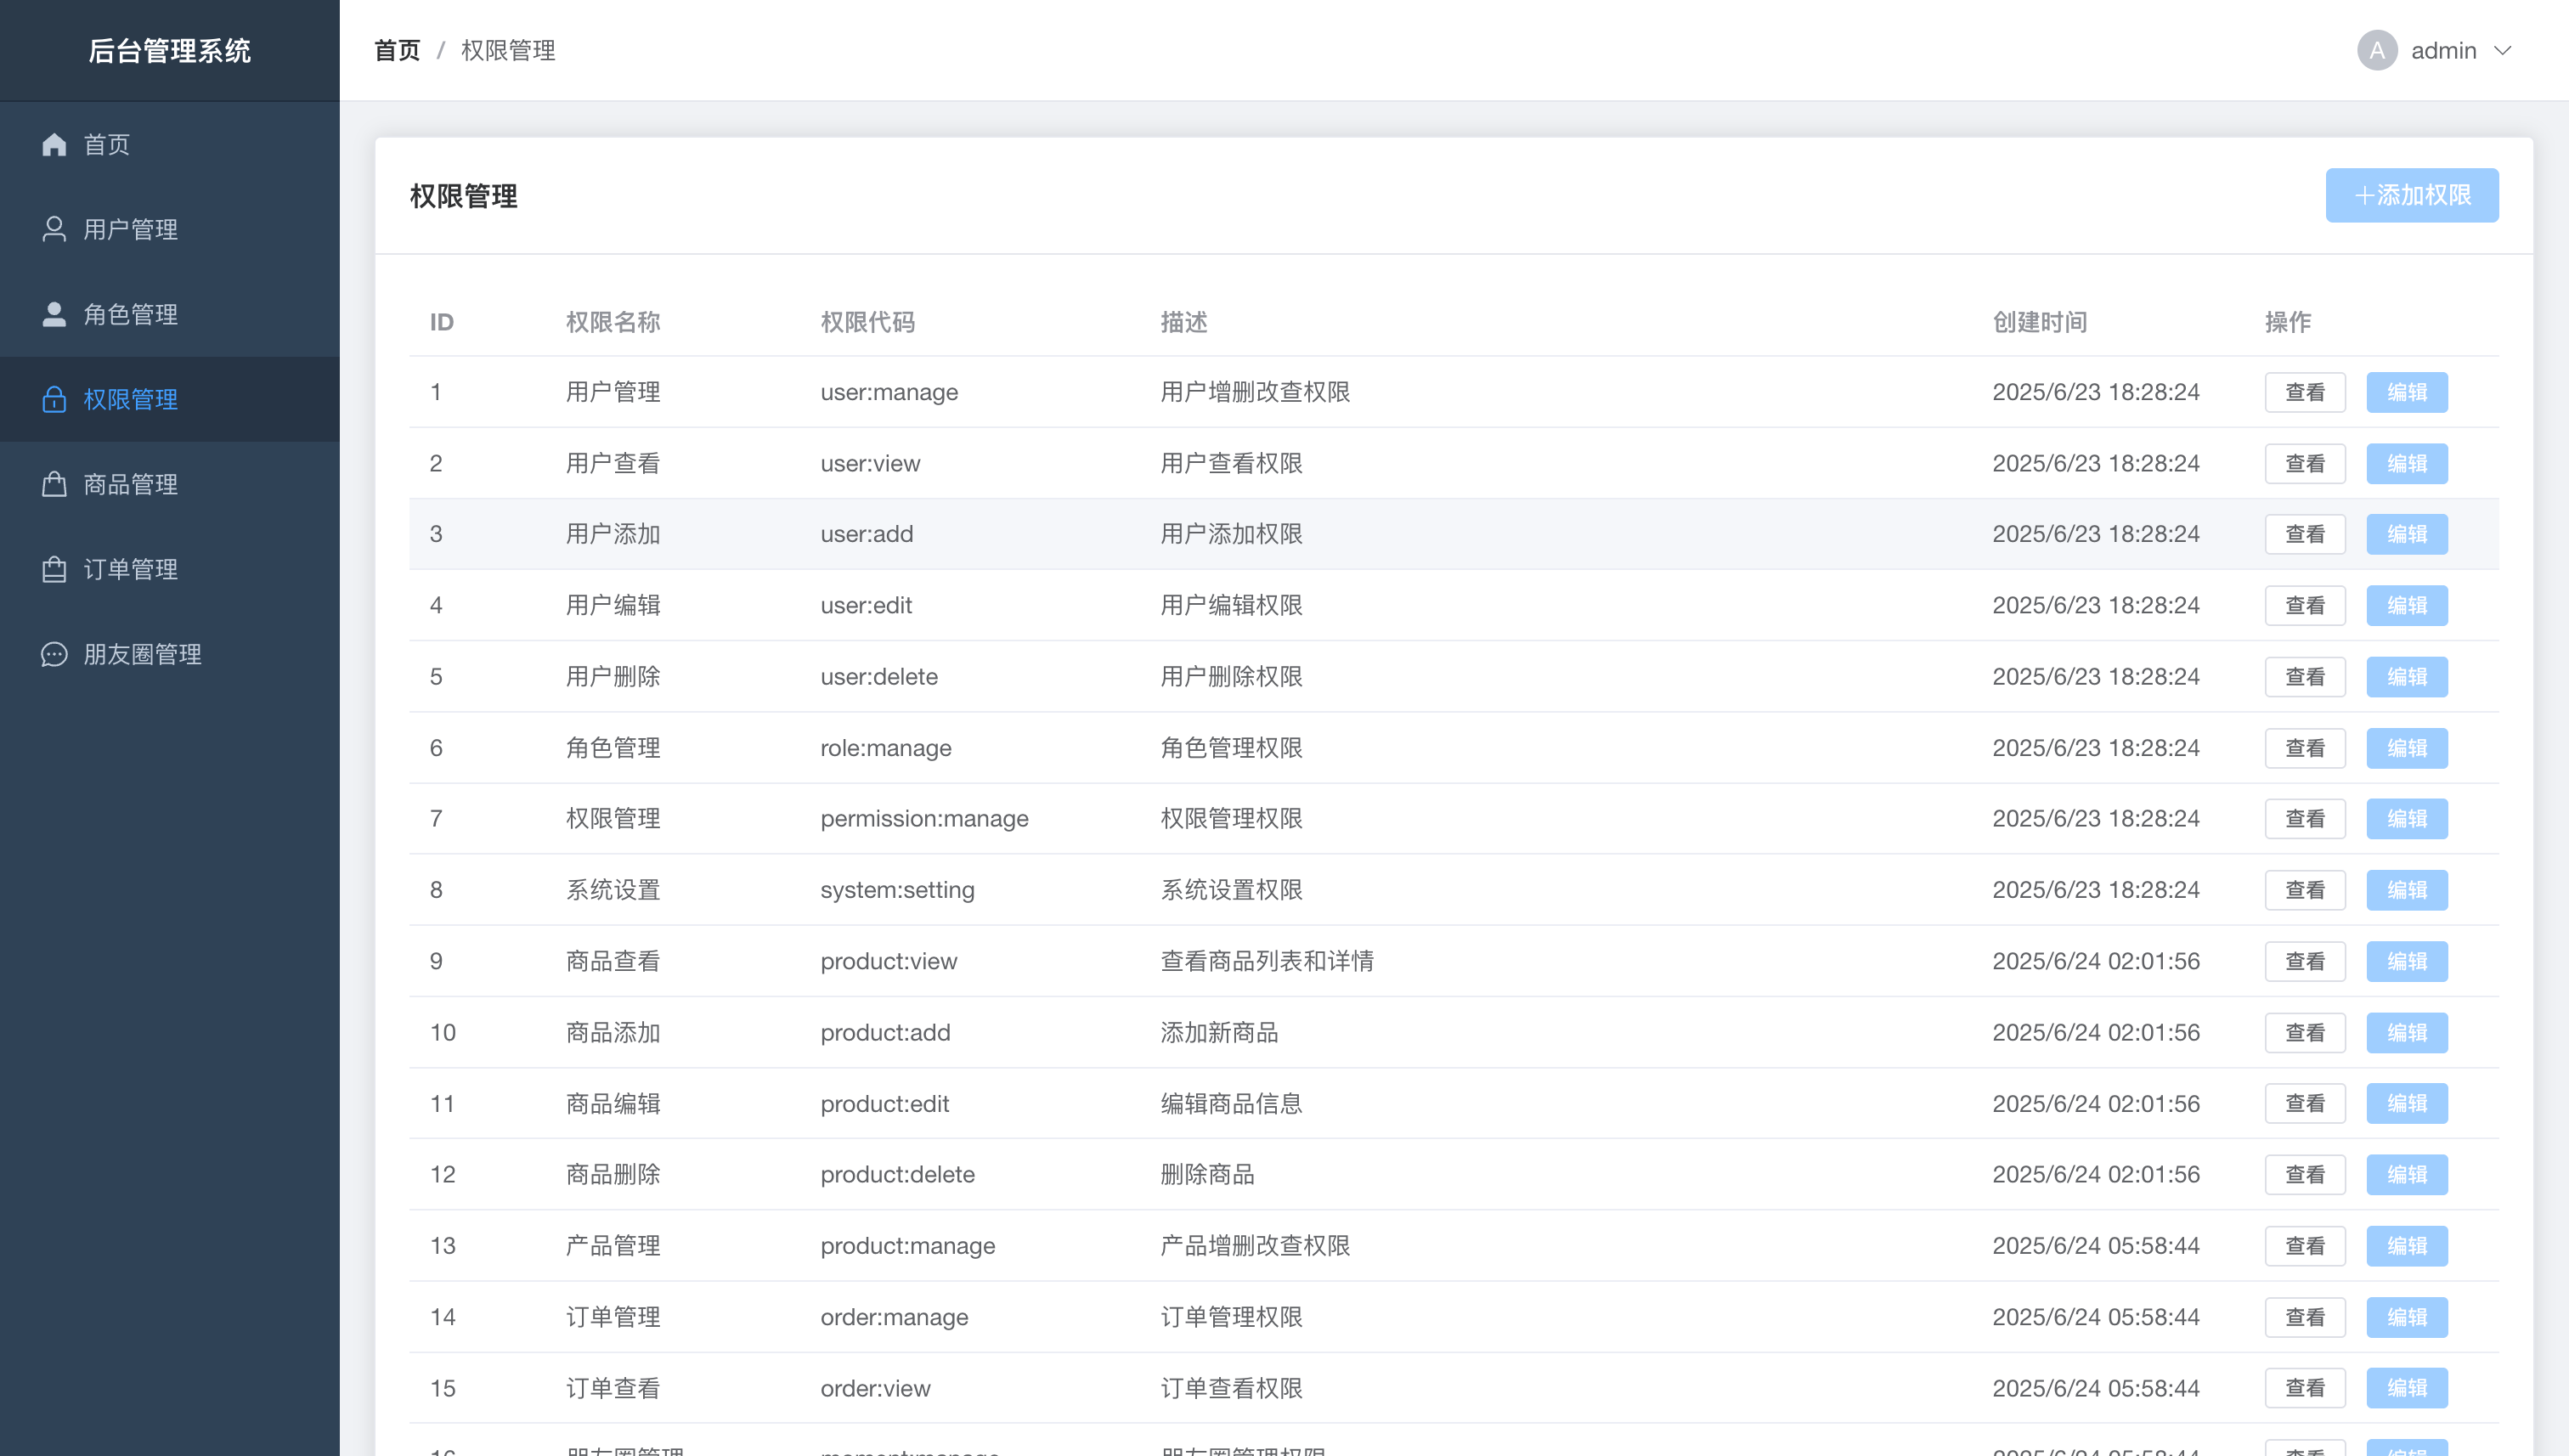 后台管理系统
首页 / 权限管理
A admin
首页
用户管理
角色管理
权限管理
商品管理
订单管理
朋友圈管理
权限管理
+添加权限
ID 权限名称 权限代码 描述 创建时间 操作
1 用户管理 user:manage 用户增删改查权限 2025/6/23 18:28:24 查看 编辑
2 用户查看 user:view 用户查看权限 2025/6/23 18:28:24 查看 编辑
3 用户添加 user:add 用户添加权限 2025/6/23 18:28:24 查看 编辑
4 用户编辑 user:edit 用户编辑权限 2025/6/23 18:28:24 查看 编辑
5 用户删除 user:delete 用户删除权限 2025/6/23 18:28:24 查看 编辑
6 角色管理 role:manage 角色管理权限 2025/6/23 18:28:24 查看 编辑
7 权限管理 permission:manage 权限管理权限 2025/6/23 18:28:24 查看 编辑
8 系统设置 system:setting 系统设置权限 2025/6/23 18:28:24 查看 编辑
9 商品查看 product:view 查看商品列表和详情 2025/6/24 02:01:56 查看 编辑
10 商品添加 product:add 添加新商品 2025/6/24 02:01:56 查看 编辑
11 商品编辑 product:edit 编辑商品信息 2025/6/24 02:01:56 查看 编辑
12 商品删除 product:delete 删除商品 2025/6/24 02:01:56 查看 编辑
13 产品管理 product:manage 产品增删改查权限 2025/6/24 05:58:44 查看 编辑
14 订单管理 order:manage 订单管理权限 2025/6/24 05:58:44 查看 编辑
15 订单查看 order:view 订单查看权限 2025/6/24 05:58:44 查看 编辑